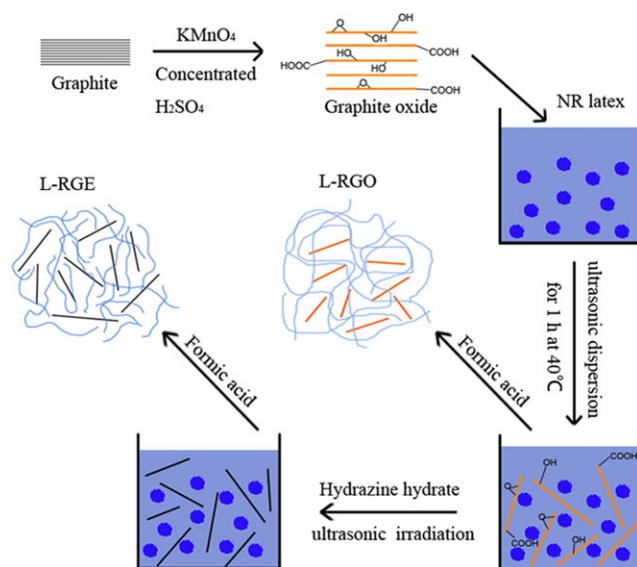 Graphite
KMnO4
Concentrated
H2SO4
O
OH
OH
COOH
HO
HOOC
HO
O
COOH
Graphite oxide
NR latex
L-RGE
L-RGO
ultrasonic dispersion
for 1 h at 40℃
Formic acid
Formic acid
Hydrazine hydrate
ultrasonic irradiation
COOH
OH
O
O
COOH
OH